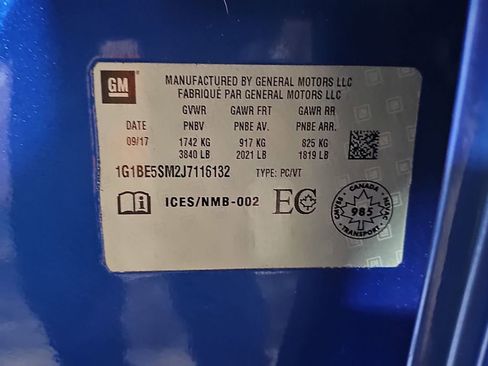 GM
MANUFACTURED BY GENERAL MOTORS LLC
FABRIQUÉ PAR GENERAL MOTORS LLC
GVWR GAWR FRT GAWR RR
DATE PNBV PNBE AV. PNBE ARR.
09/17 1742 KG 917 KG 825 KG
3840 LB 2021 LB 1819 LB
1G1BE5SM2J7116132 TYPE: PC/VT
ICES/NMB-002 EC
CANADA
CMVSS NSVAC
985
TRANSPORT